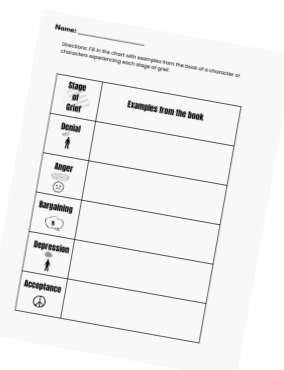 Name:
Directions: Fill in the chart with examples from the book of a character or
characters experiencing each stage of grief.
Stage
of
Grief
Examples from the book
Denial
Anger
Bargaining
Depression
Acceptance